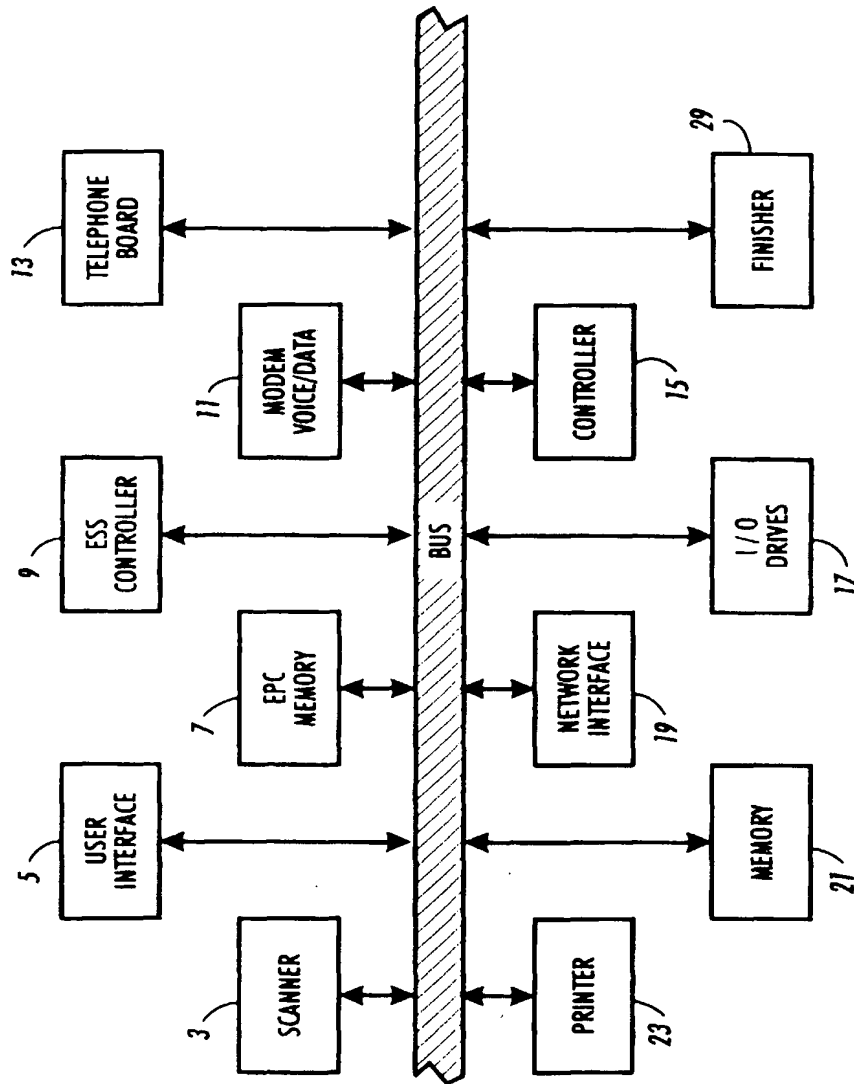 13
TELEPHONE
BOARD
9
ESS
CONTROLLER
5
USER
INTERFACE
11
MODEM
VOICE/DATA
7
EPC
MEMORY
3
SCANNER
BUS
CONTROLLER
15
NETWORK
INTERFACE
19
PRINTER
23
29
FINISHER
I/O
DRIVES
17
MEMORY
21